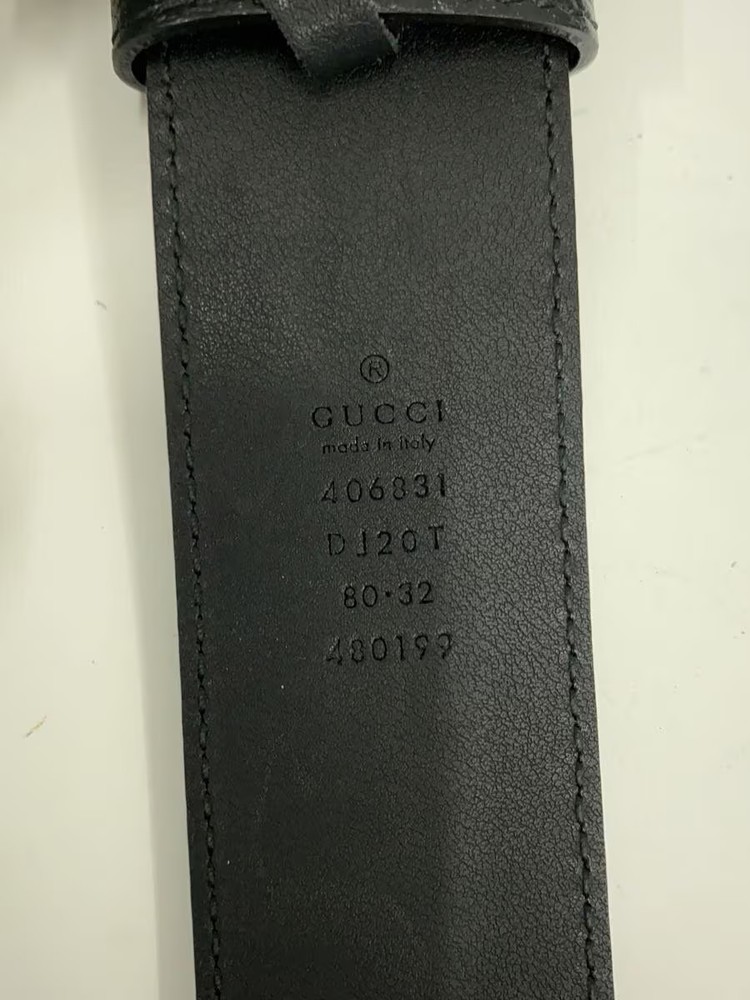 ®
GUCCI
made in italy
406831
DJ20T
80·32
480199